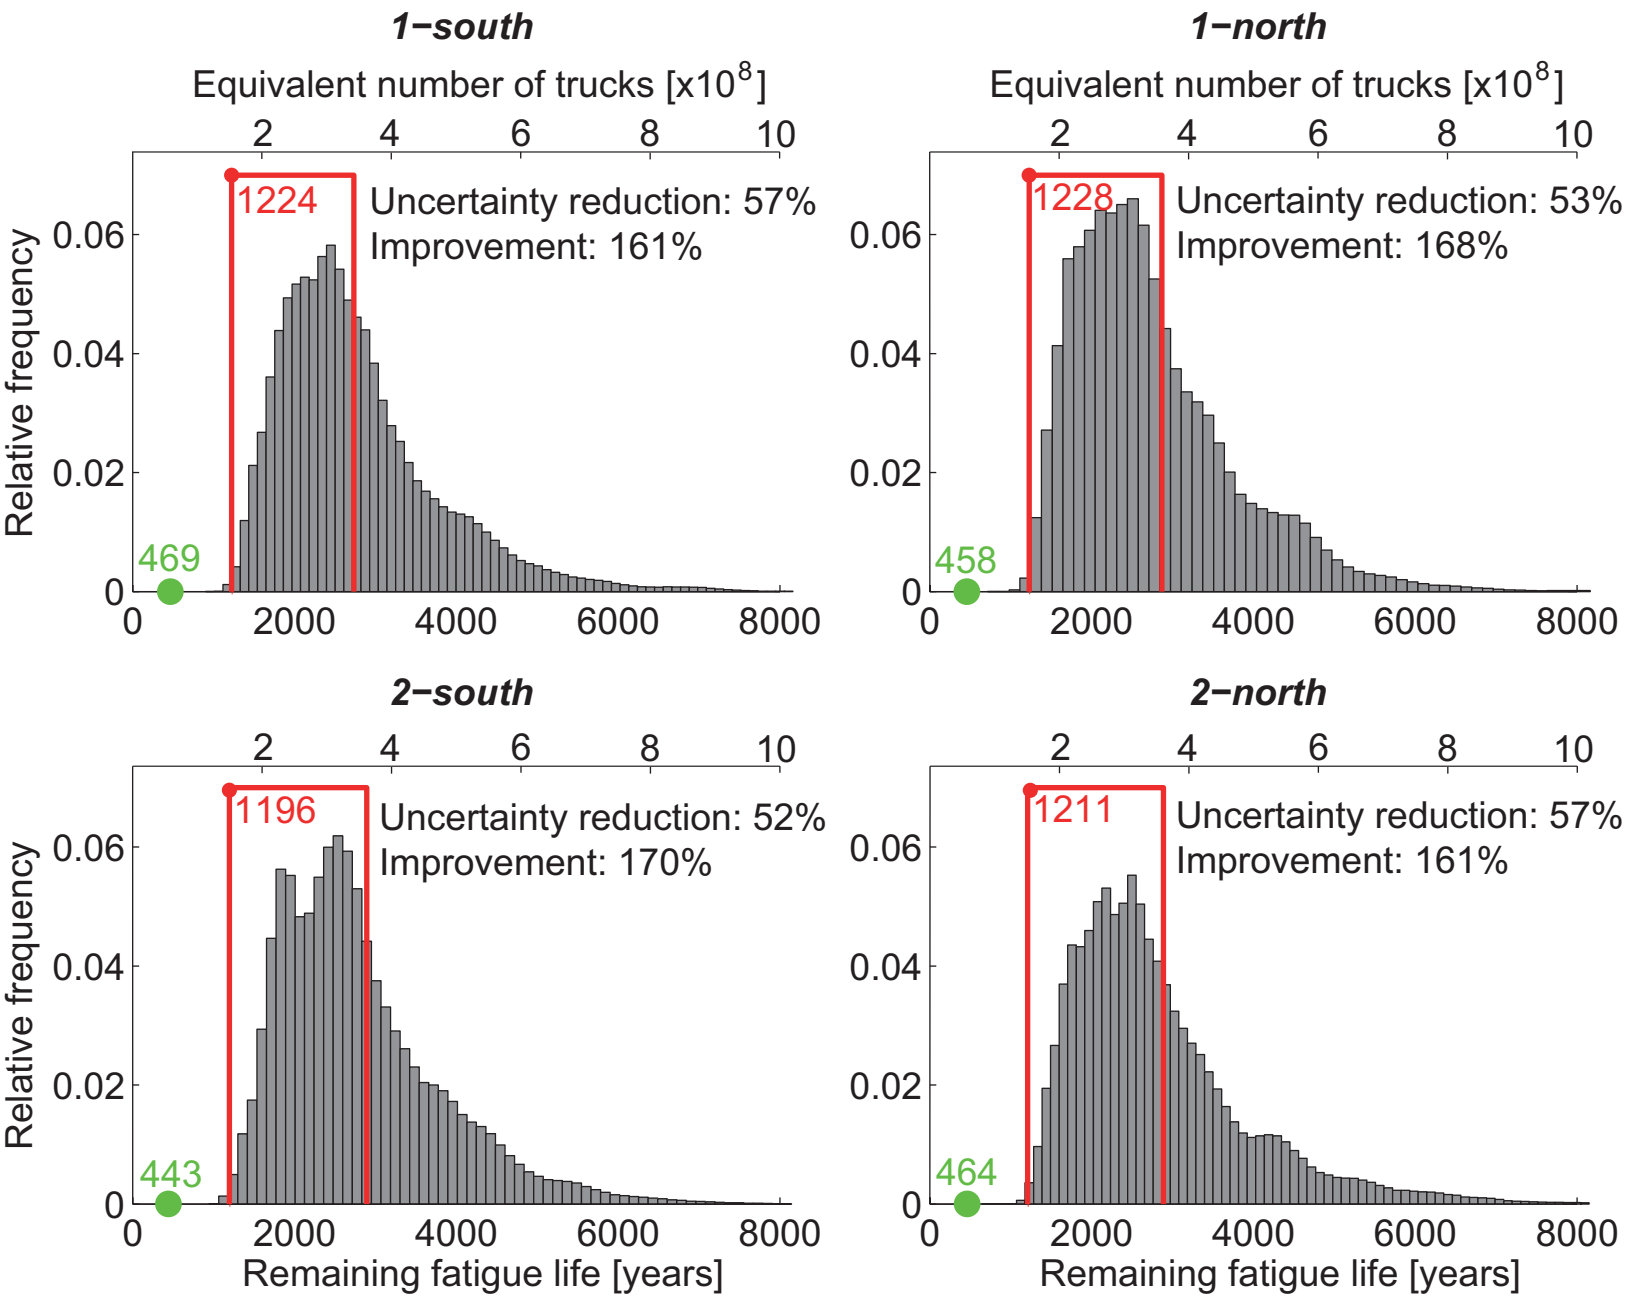 1−south
Equivalent number of trucks [x10⁸]
2 4 6 8 10
1224
Uncertainty reduction: 57%
Improvement: 161%
Relative frequency
0.06
0.04
0.02
0
469
0 2000 4000 6000 8000
1−north
Equivalent number of trucks [x10⁸]
2 4 6 8 10
1228
Uncertainty reduction: 53%
Improvement: 168%
0.06
0.04
0.02
0
458
0 2000 4000 6000 8000
2−south
2 4 6 8 10
1196
Uncertainty reduction: 52%
Improvement: 170%
Relative frequency
0.06
0.04
0.02
0
443
0 2000 4000 6000 8000
Remaining fatigue life [years]
2−north
2 4 6 8 10
1211
Uncertainty reduction: 57%
Improvement: 161%
0.06
0.04
0.02
0
464
0 2000 4000 6000 8000
Remaining fatigue life [years]